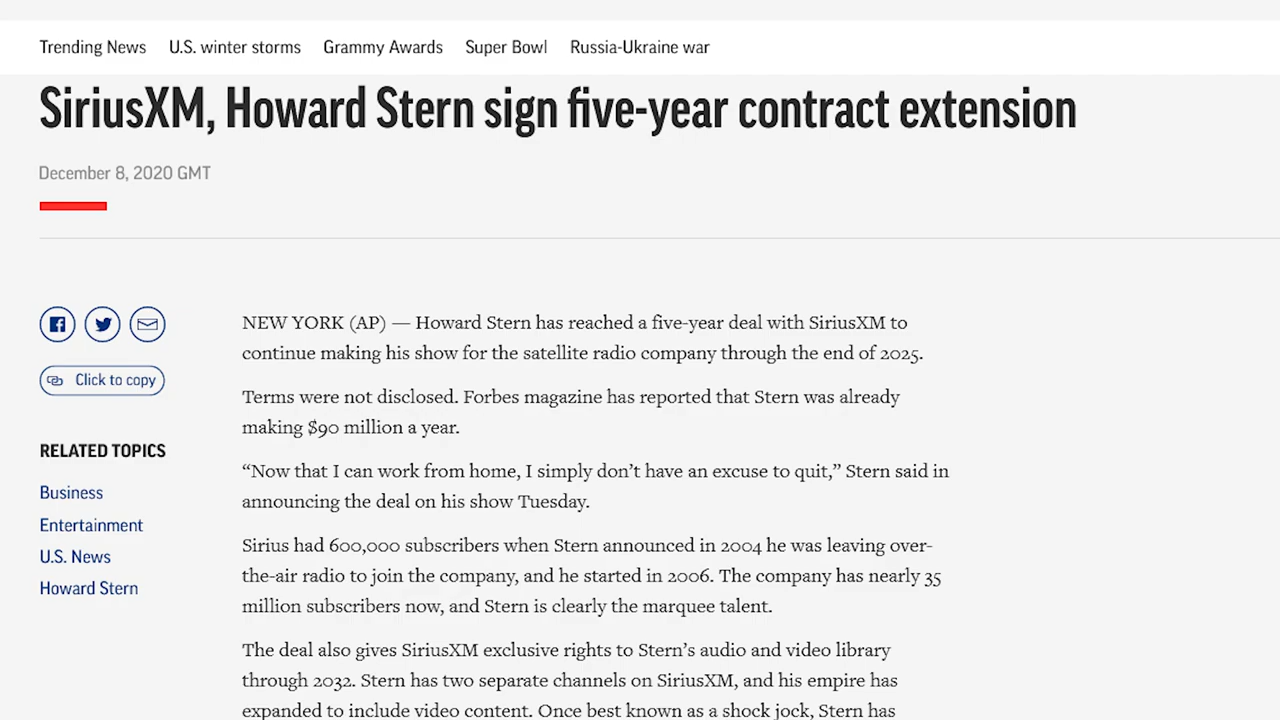 Trending News U.S. winter storms Grammy Awards Super Bowl Russia-Ukraine war
SiriusXM, Howard Stern sign five-year contract extension
December 8, 2020 GMT
Click to copy
RELATED TOPICS
Business
Entertainment
U.S. News
Howard Stern
NEW YORK (AP) — Howard Stern has reached a five-year deal with SiriusXM to
continue making his show for the satellite radio company through the end of 2025.
Terms were not disclosed. Forbes magazine has reported that Stern was already
making $90 million a year.
“Now that I can work from home, I simply don’t have an excuse to quit,” Stern said in
announcing the deal on his show Tuesday.
Sirius had 600,000 subscribers when Stern announced in 2004 he was leaving over-
the-air radio to join the company, and he started in 2006. The company has nearly 35
million subscribers now, and Stern is clearly the marquee talent.
The deal also gives SiriusXM exclusive rights to Stern’s audio and video library
through 2032. Stern has two separate channels on SiriusXM, and his empire has
expanded to include video content. Once best known as a shock jock, Stern has